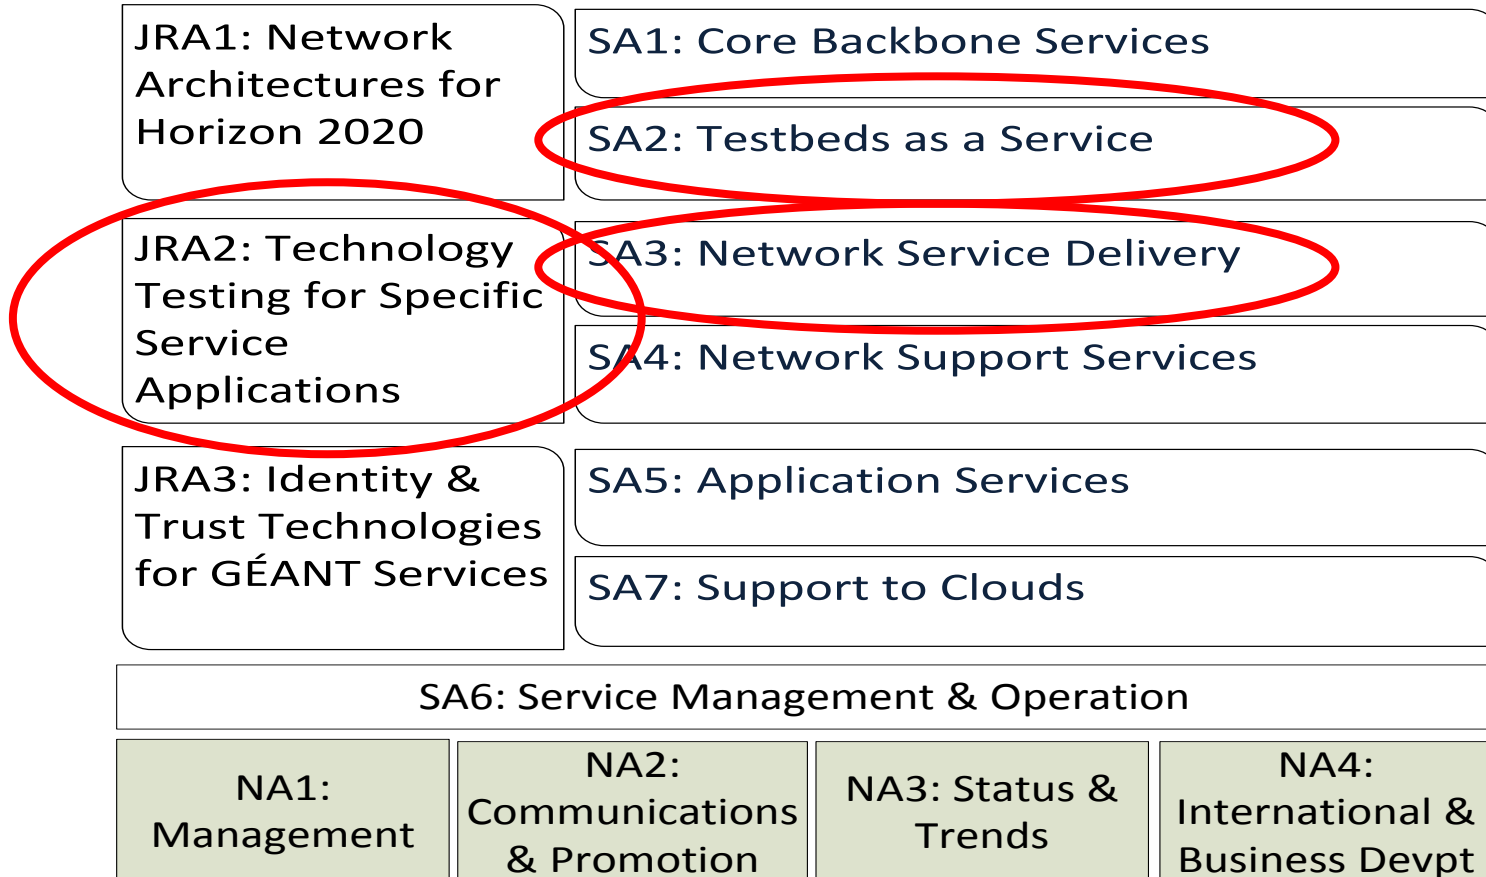 JRA1: Network
Architectures for
Horizon 2020
SA1: Core Backbone Services
SA2: Testbeds as a Service
JRA2: Technology
Testing for Specific
Service
Applications
SA3: Network Service Delivery
SA4: Network Support Services
JRA3: Identity &
Trust Technologies
for GÉANT Services
SA5: Application Services
SA7: Support to Clouds
SA6: Service Management & Operation
NA1:
Management
NA2:
Communications
& Promotion
NA3: Status &
Trends
NA4:
International &
Business Devpt